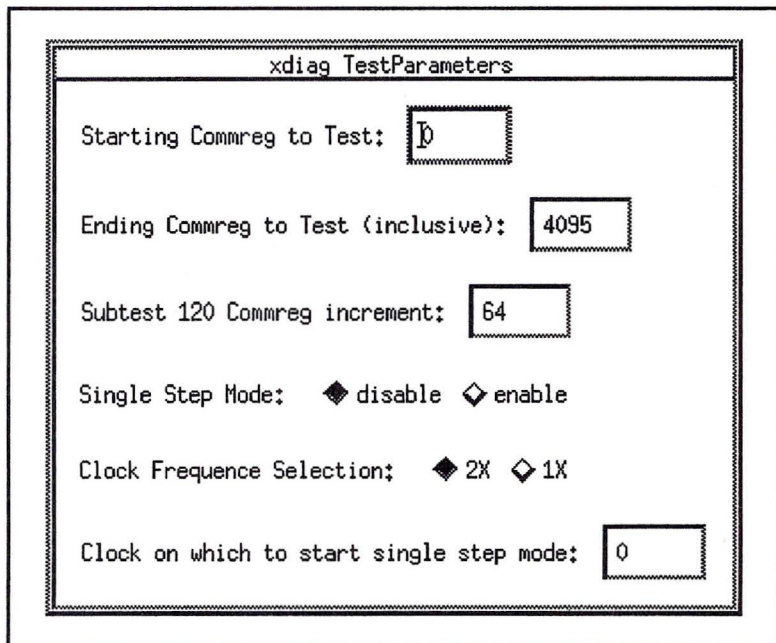 xdiag TestParameters
Starting Commreg to Test: 0
Ending Commreg to Test (inclusive): 4095
Subtest 120 Commreg increment: 64
Single Step Mode: disable enable
Clock Frequence Selection: 2X 1X
Clock on which to start single step mode: 0